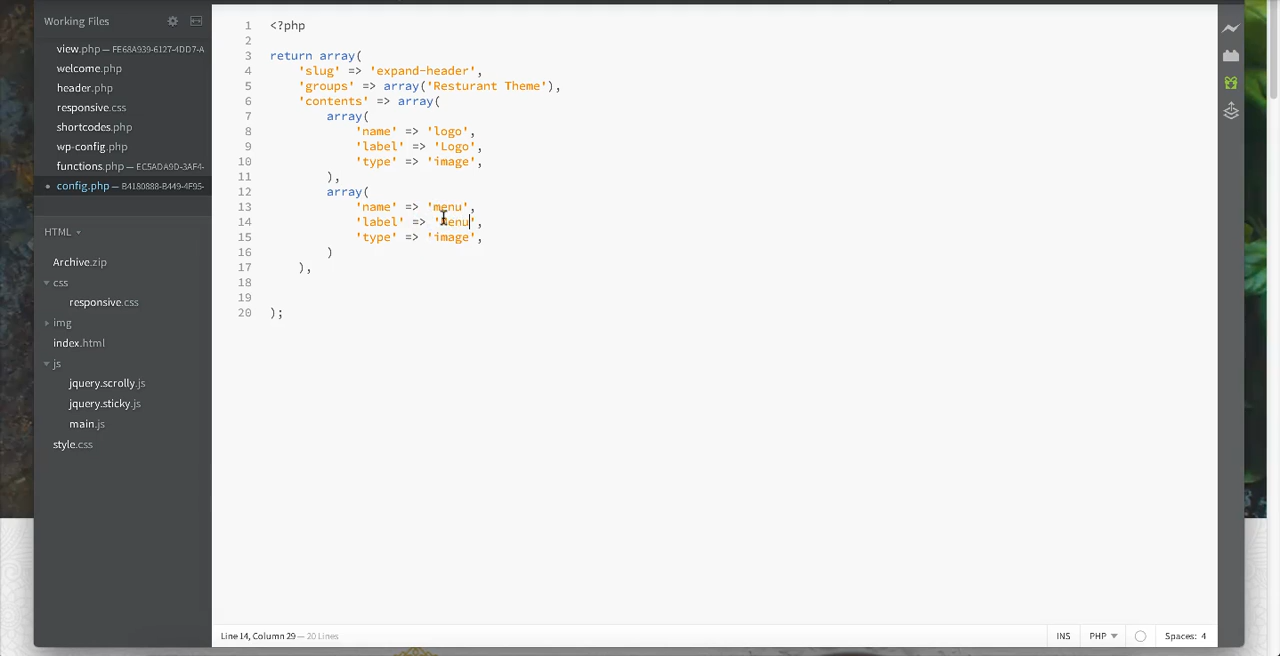 Working Files
view.php — FE68A939-6127-4DD7-A
welcome.php
header.php
responsive.css
shortcodes.php
wp-config.php
functions.php — EC5ADA9D-3AF4-
• config.php — B4180888-B449-4F95-
HTML
Archive.zip
css
responsive.css
img
index.html
js
jquery.scrolly.js
jquery.sticky.js
main.js
style.css
1 <?php
2
3 return array(
4 'slug' => 'expand-header',
5 'groups' => array('Resturant Theme'),
6 'contents' => array(
7 array(
8 'name' => 'logo',
9 'label' => 'Logo',
10 'type' => 'image',
11 ),
12 array(
13 'name' => 'menu',
14 'label' => 'Menu',
15 'type' => 'image',
16 )
17 ),
18
19
20 );
Line 14, Column 29 — 20 Lines
INS PHP Spaces: 4